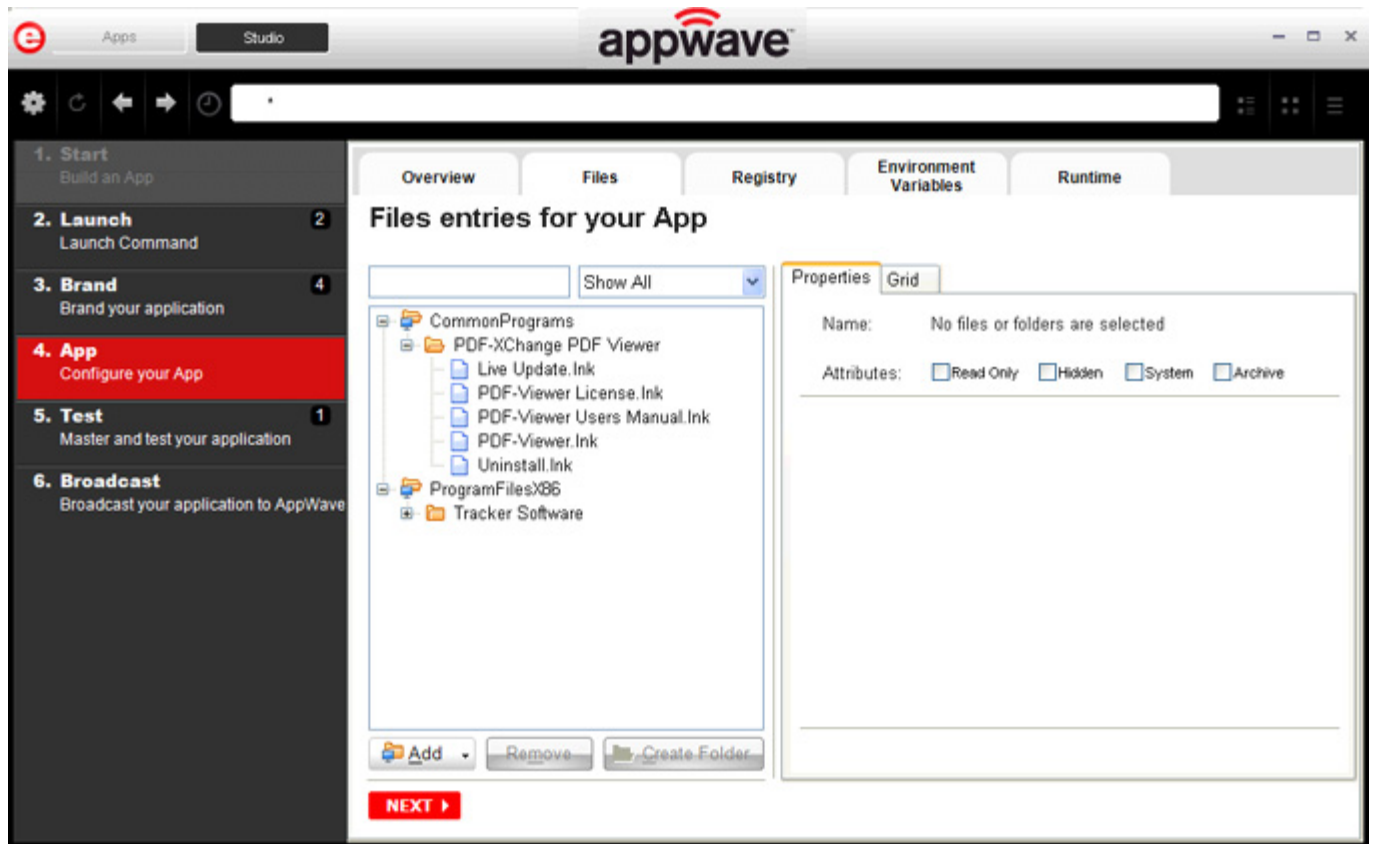 Apps
Studio
appwave
1. Start
Build an App
2. Launch 2
Launch Command
3. Brand 4
Brand your application
4. App
Configure your App
5. Test 1
Master and test your application
6. Broadcast
Broadcast your application to AppWave
Overview
Files
Registry
Environment
Variables
Runtime
Files entries for your App
Show All
CommonPrograms
PDF-XChange PDF Viewer
Live Update.lnk
PDF-Viewer License.lnk
PDF-Viewer Users Manual.lnk
PDF-Viewer.lnk
Uninstall.lnk
ProgramFilesX86
Tracker Software
Add
Remove
Create Folder
NEXT
Properties
Grid
Name: No files or folders are selected
Attributes: Read Only Hidden System Archive